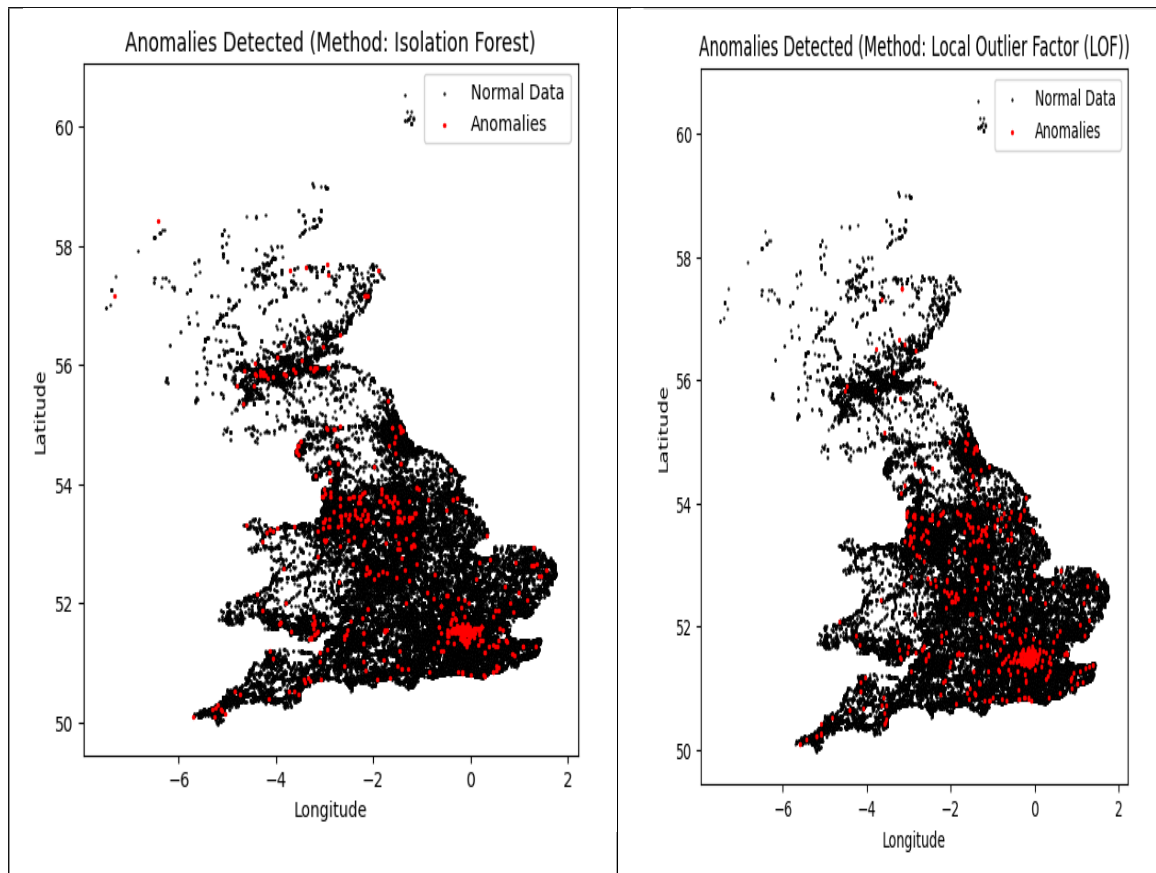 Anomalies Detected (Method: Isolation Forest)
Normal Data
Anomalies
60
58
56
54
52
50
Latitude
−6
−4
−2
0
2
Longitude
Anomalies Detected (Method: Local Outlier Factor (LOF))
Normal Data
Anomalies
60
58
56
54
52
50
Latitude
−6
−4
−2
0
2
Longitude